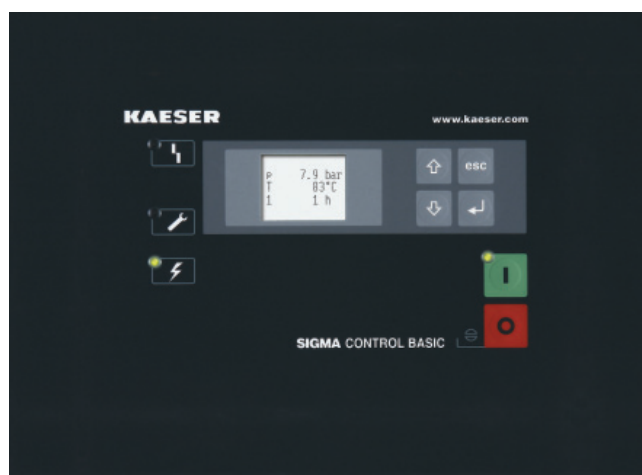 KAESER
www.kaeser.com
p 7.9 bar
T 83°C
1 1 h
esc
I
O
SIGMA CONTROL BASIC